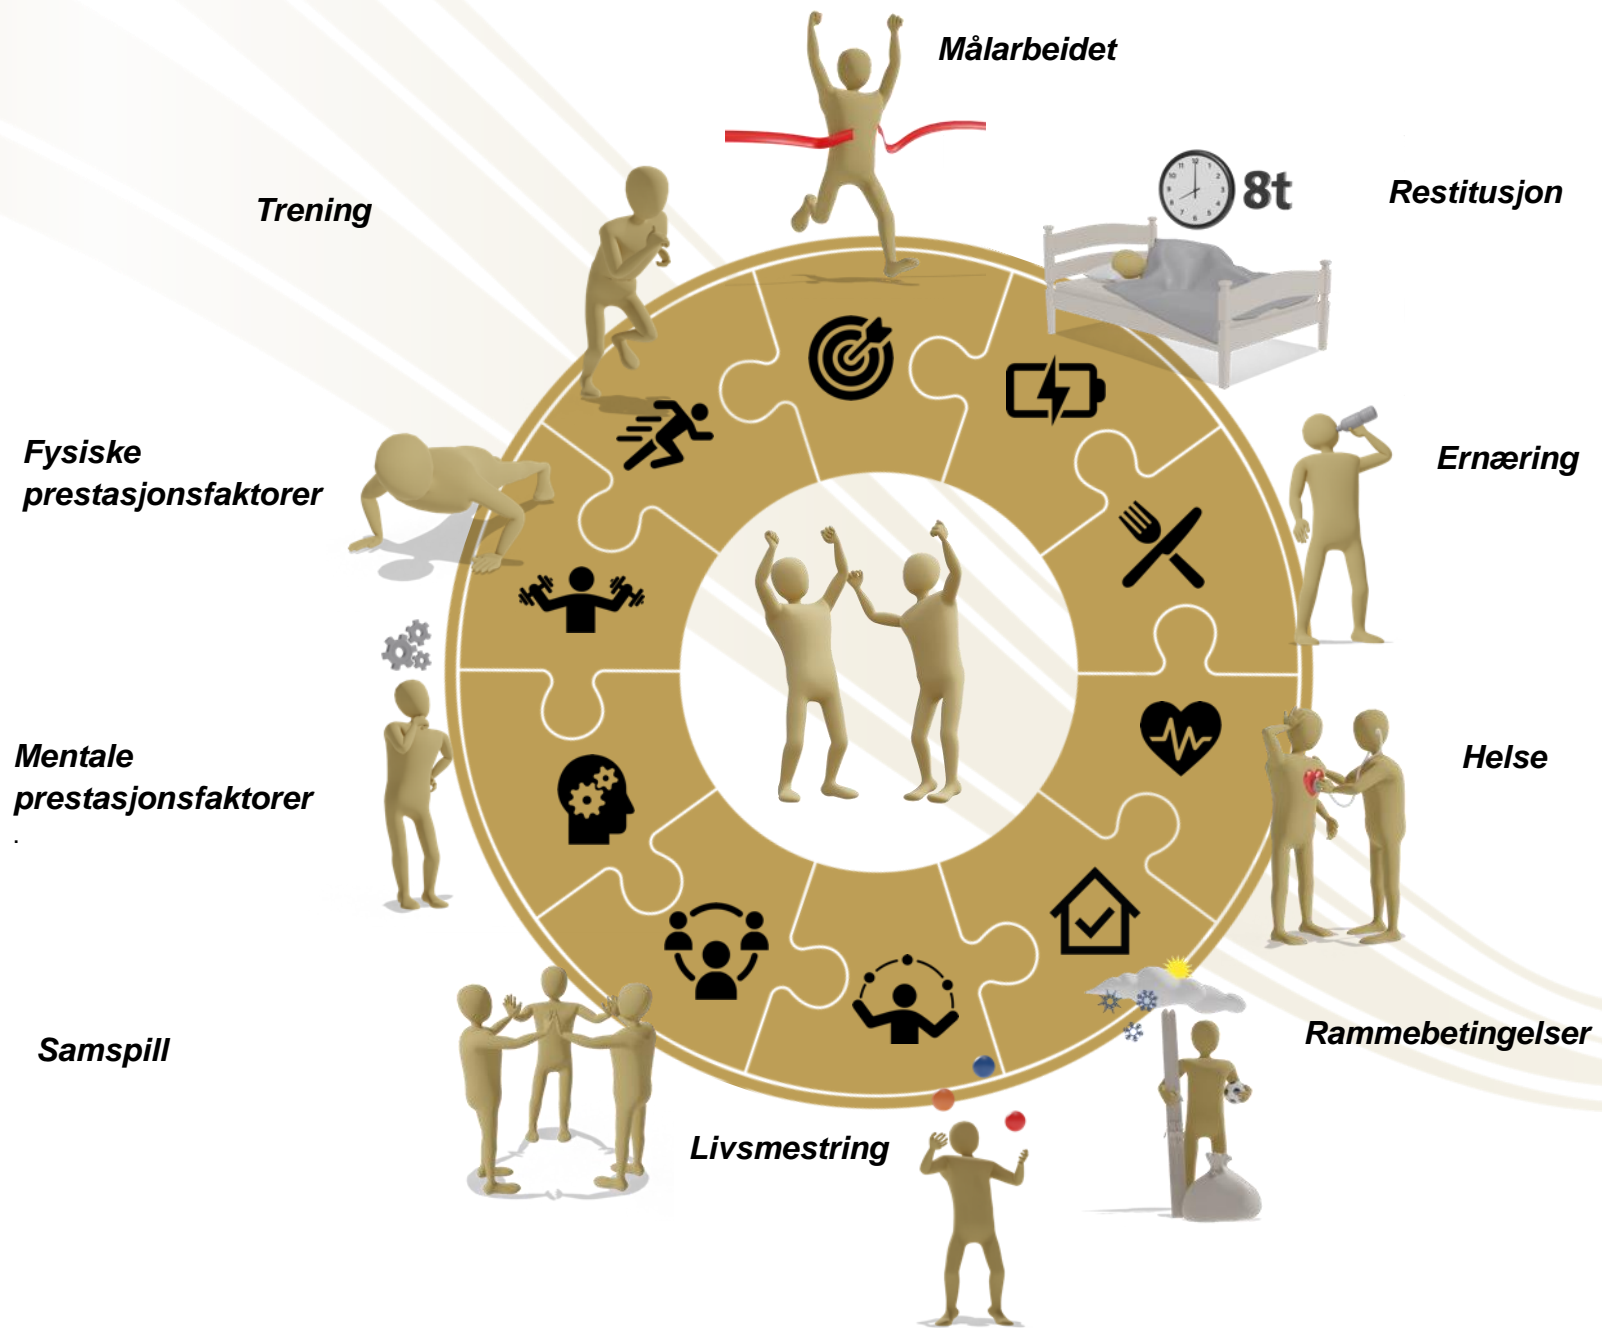 Målarbeidet
8t
Restitusjon
Trening
Fysiske
prestasjonsfaktorer
Ernæring
Mentale
prestasjonsfaktorer
.
Helse
Samspill
Rammebetingelser
Livsmestring